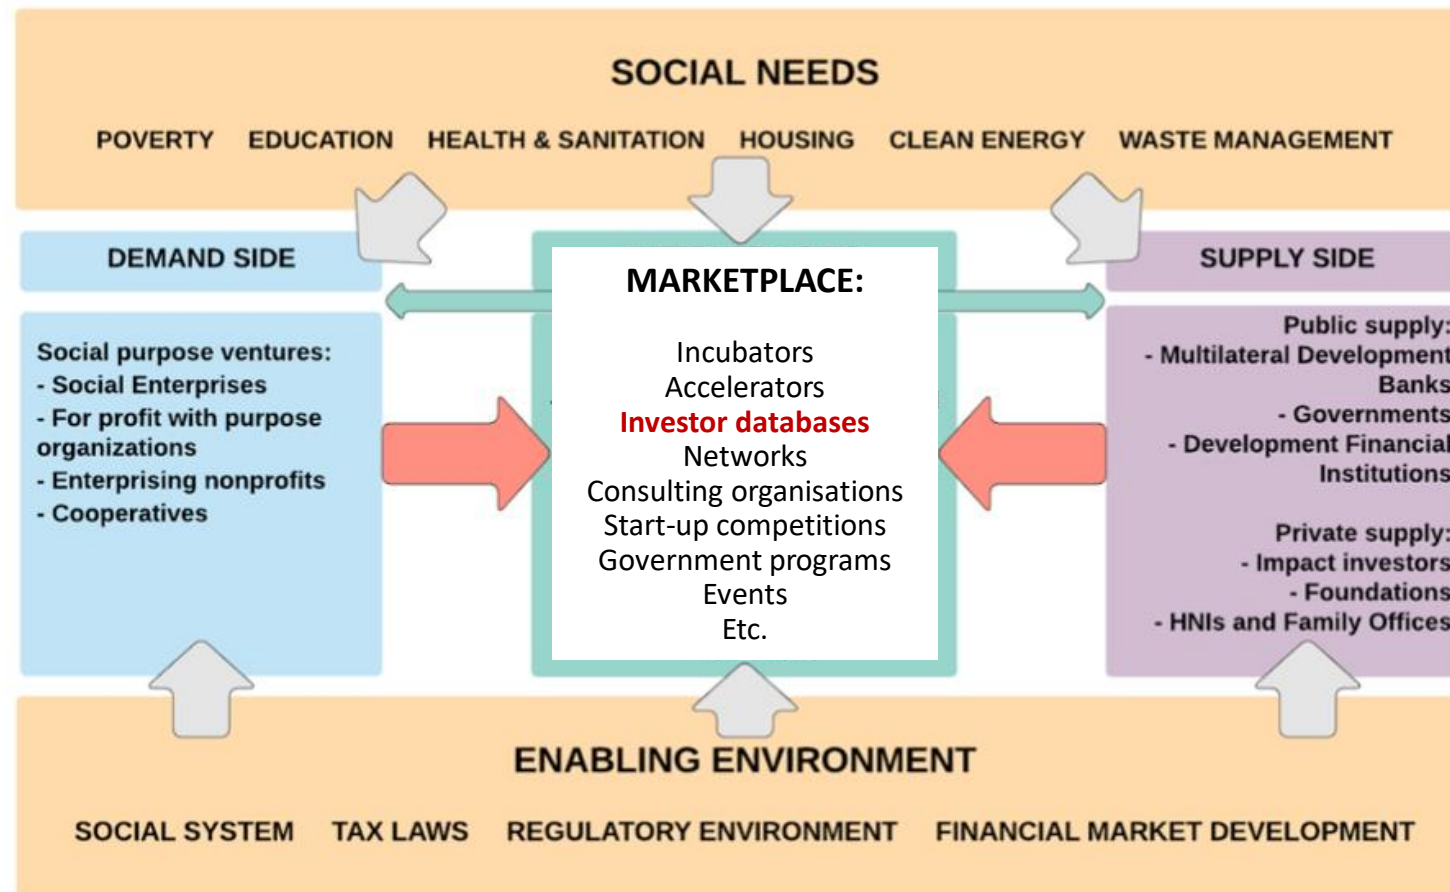 SOCIAL NEEDS
POVERTY EDUCATION HEALTH & SANITATION HOUSING CLEAN ENERGY WASTE MANAGEMENT
DEMAND SIDE
Social purpose ventures:
- Social Enterprises
- For profit with purpose
organizations
- Enterprising nonprofits
- Cooperatives
MARKETPLACE:
Incubators
Accelerators
Investor databases
Networks
Consulting organisations
Start-up competitions
Government programs
Events
Etc.
SUPPLY SIDE
Public supply:
- Multilateral Development
Banks
- Governments
- Development Financial
Institutions
Private supply:
- Impact investors
- Foundations
- HNIs and Family Offices
ENABLING ENVIRONMENT
SOCIAL SYSTEM TAX LAWS REGULATORY ENVIRONMENT FINANCIAL MARKET DEVELOPMENT